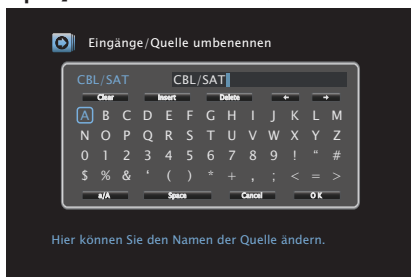 Eingänge/Quelle umbenennen
CBL/SAT CBL/SAT
Clear Insert Delete ← →
A B C D E F G H I J K L M
N O P Q R S T U V W X Y Z
0 1 2 3 4 5 6 7 8 9 ! “ #
$ % & ‘ ( ) * + , ; < = >
a/A Space Cancel OK
Hier können Sie den Namen der Quelle ändern.